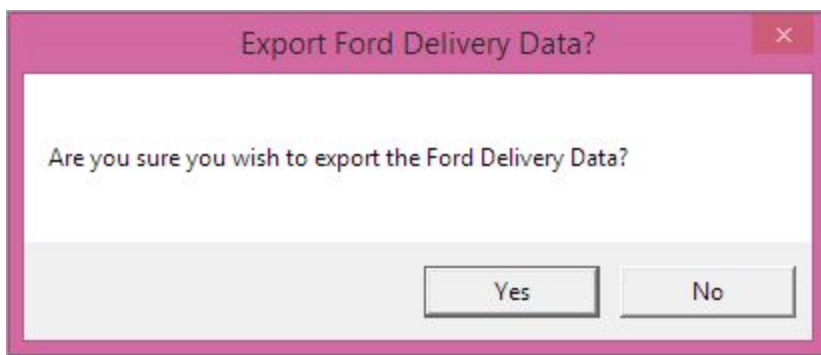 Export Ford Delivery Data?
Are you sure you wish to export the Ford Delivery Data?
Yes No